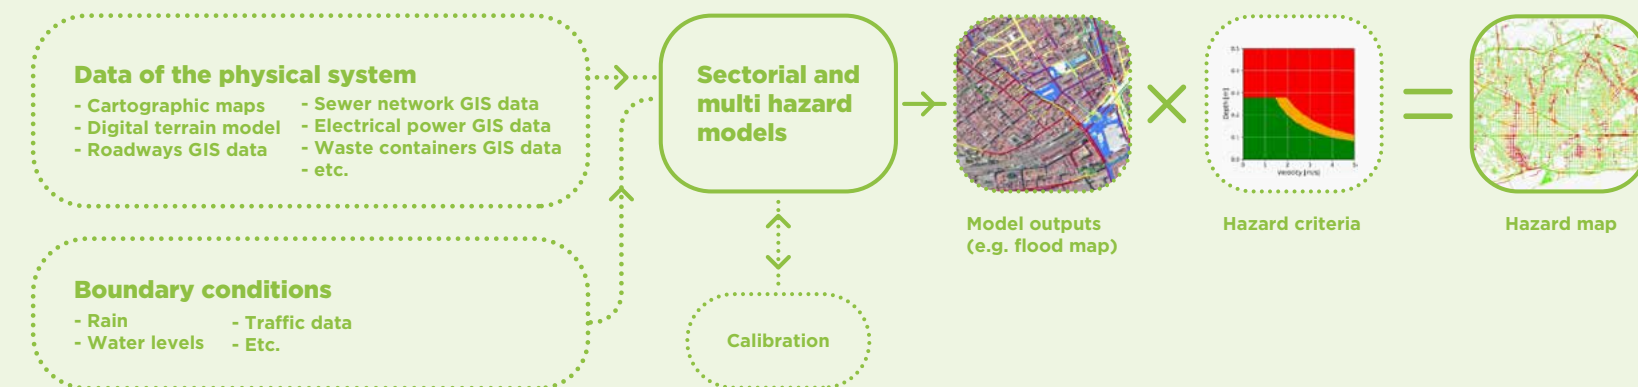 Data of the physical system
- Cartographic maps
- Digital terrain model
- Roadways GIS data
- Sewer network GIS data
- Electrical power GIS data
- Waste containers GIS data
- etc.
Boundary conditions
- Rain
- Water levels
- Traffic data
- Etc.
Sectorial and
multi hazard
models
Calibration
Model outputs
(e.g. flood map)
Depth [m]
Velocity [m/s]
Hazard criteria
Hazard map